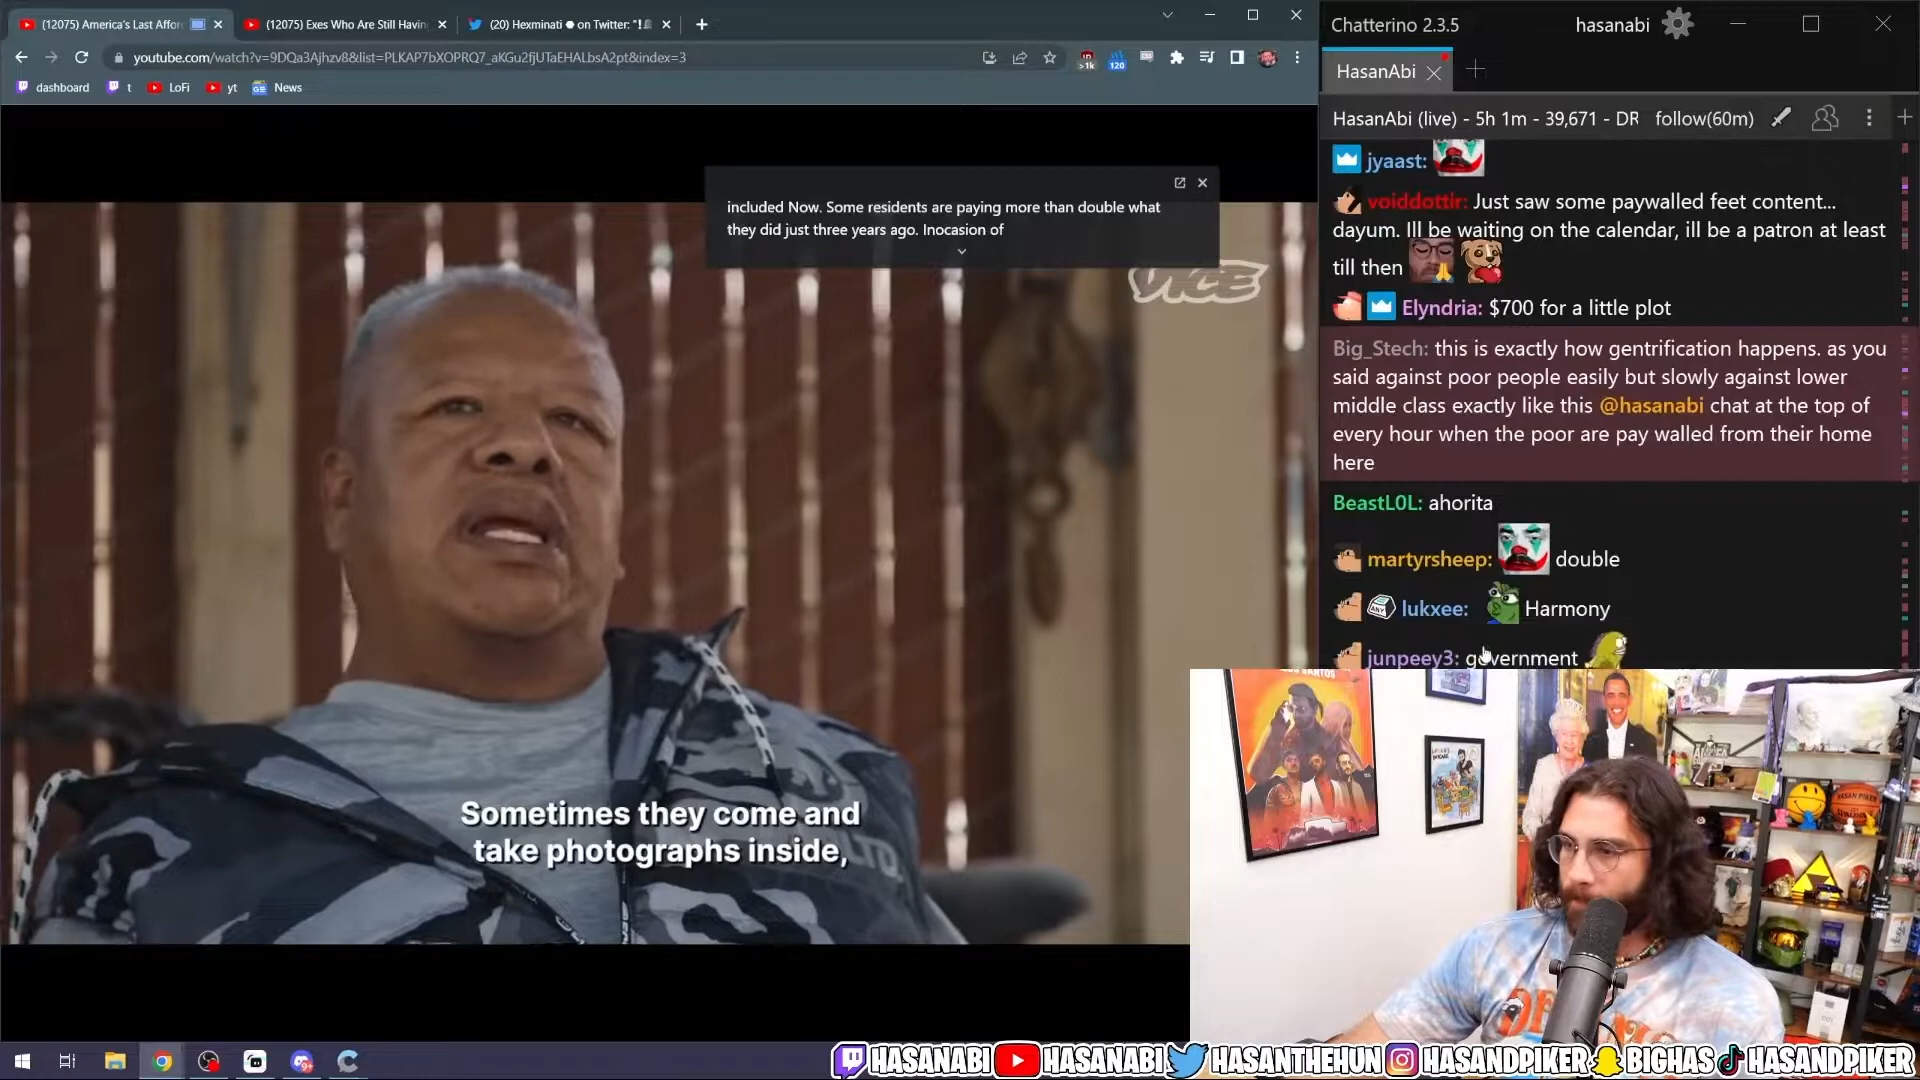 (12075) America's Last Affor
(12075) Exes Who Are Still Havin
(20) Hexminati on Twitter: "!
youtube.com/watch?v=9DQa3Ajhzv8&list=PLKAP7bXOPRQ7_aKGu2fjUTaEHALbsA2pt&index=3
>1k
120
dashboard
t
LoFi
yt
News
included Now. Some residents are paying more than double what
they did just three years ago. Inocasion of
VICE
Sometimes they come and
take photographs inside,
Chatterino 2.3.5
hasanabi
HasanAbi
HasanAbi (live) - 5h 1m - 39,671 - DR
follow(60m)
jyaast:
voiddottlr: Just saw some paywalled feet content...
dayum. Ill be waiting on the calendar, ill be a patron at least
till then
Elyndria: $700 for a little plot
Big_Stech: this is exactly how gentrification happens. as you
said against poor people easily but slowly against lower
middle class exactly like this @hasanabi chat at the top of
every hour when the poor are pay walled from their home
here
BeastL0L: ahorita
martyrsheep: double
ANY
lukxee: Harmony
junpeey3: government
HASAN PIKER
HASANABI HASANABI HASANTHEHUN HASANDPIKER BIGHAS HASANDPIKER